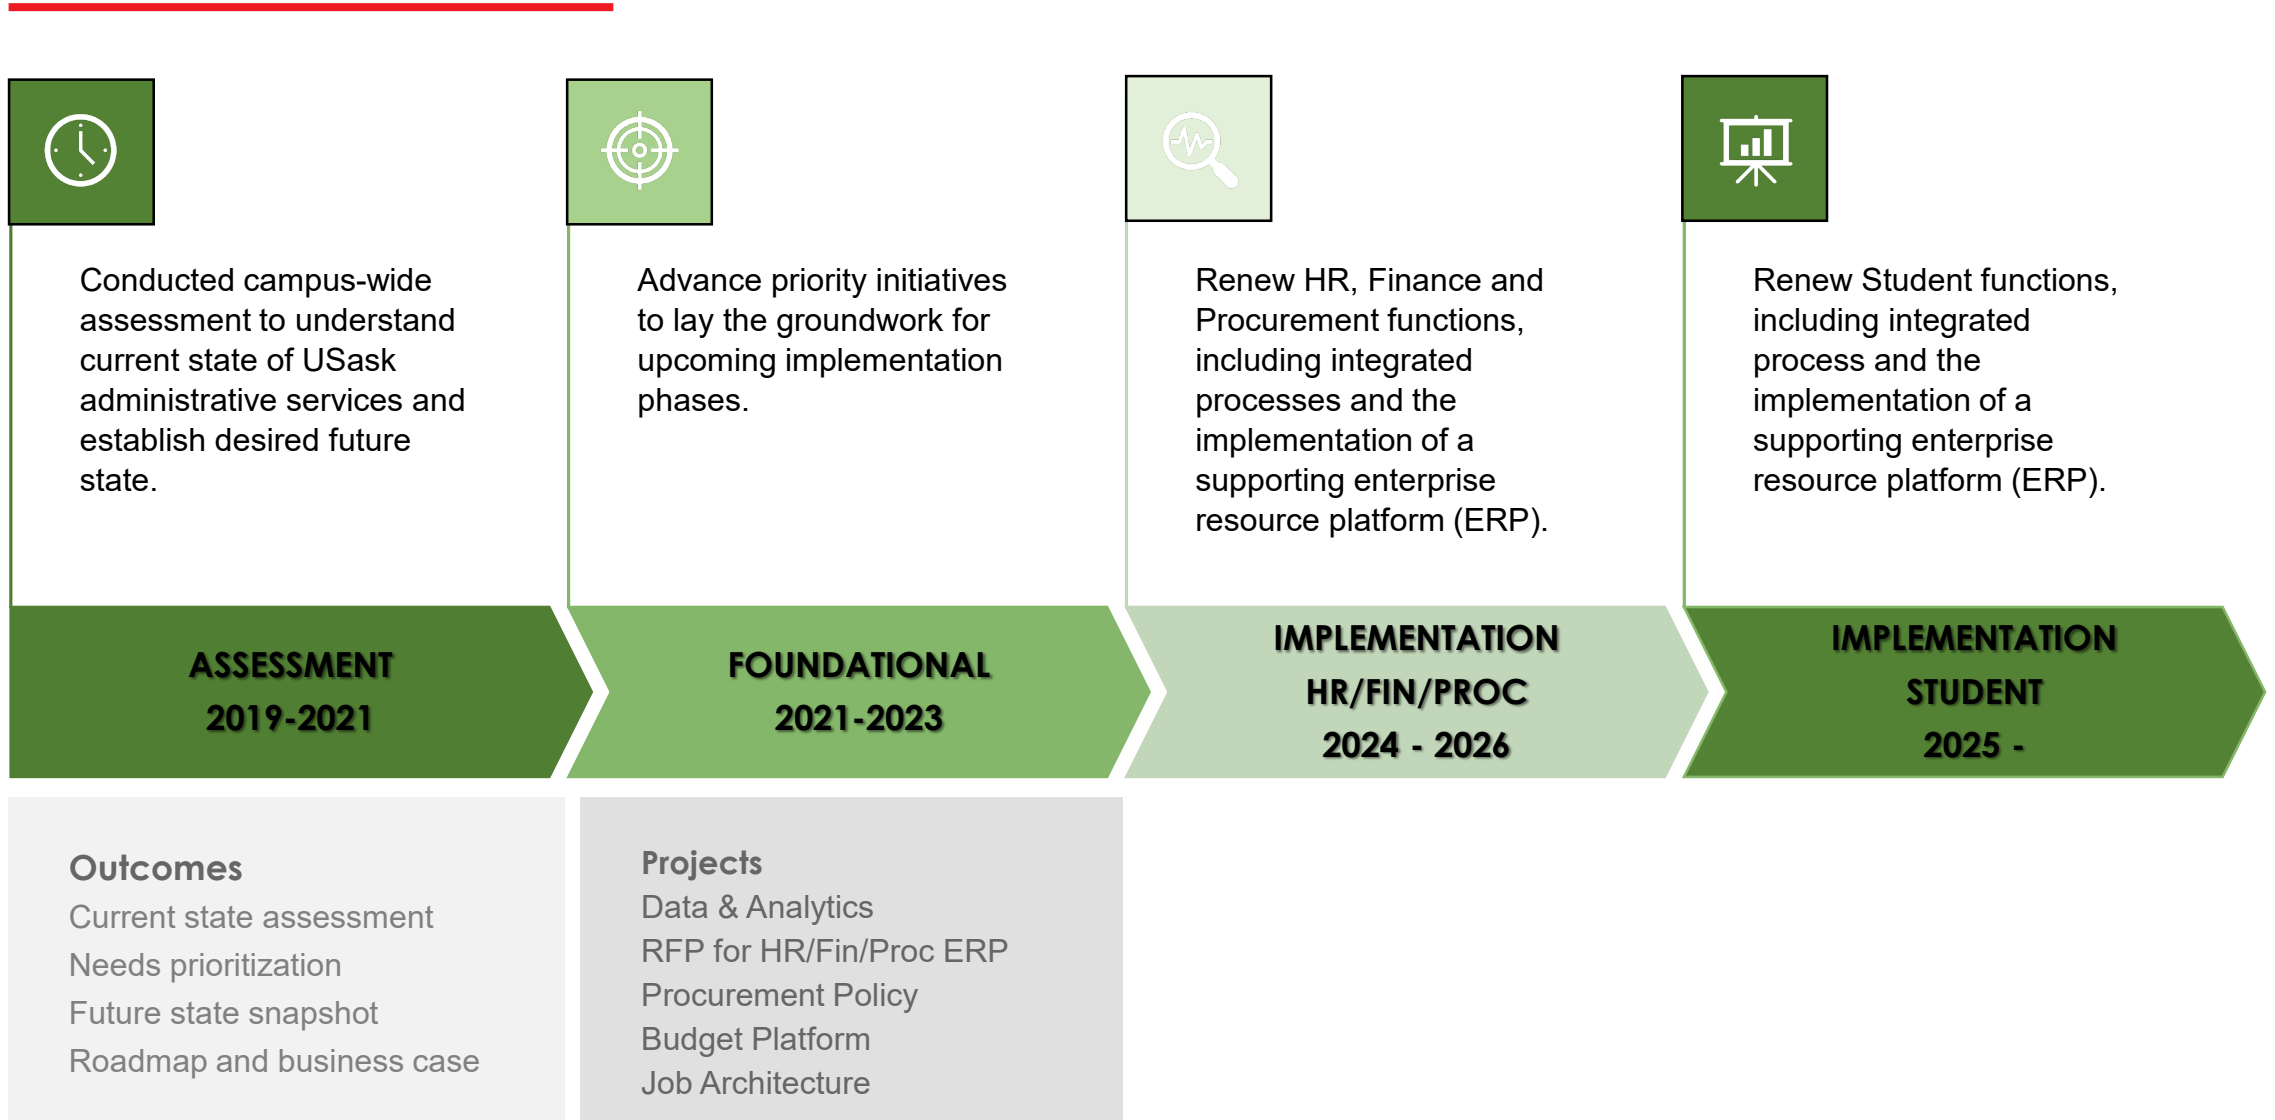 Conducted campus-wide
assessment to understand
current state of USask
administrative services and
establish desired future
state.
Advance priority initiatives
to lay the groundwork for
upcoming implementation
phases.
Renew HR, Finance and
Procurement functions,
including integrated
processes and the
implementation of a
supporting enterprise
resource platform (ERP).
Renew Student functions,
including integrated
process and the
implementation of a
supporting enterprise
resource platform (ERP).
ASSESSMENT
2019-2021
FOUNDATIONAL
2021-2023
IMPLEMENTATION
HR/FIN/PROC
2024 - 2026
IMPLEMENTATION
STUDENT
2025 -
Outcomes
Current state assessment
Needs prioritization
Future state snapshot
Roadmap and business case
Projects
Data & Analytics
RFP for HR/Fin/Proc ERP
Procurement Policy
Budget Platform
Job Architecture